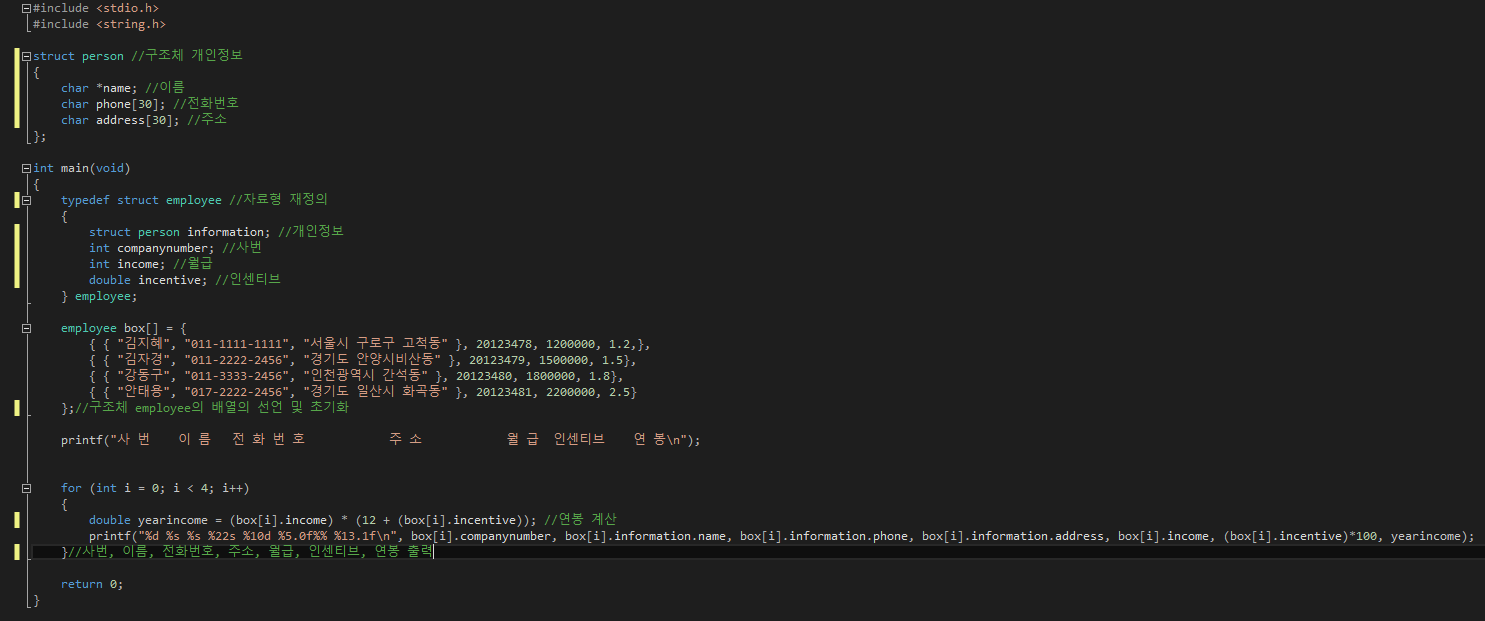 #include <stdio.h>
#include <string.h>
struct person //구조체 개인정보
{
char *name; //이름
char phone[30]; //전화번호
char address[30]; //주소
};
int main(void)
{
typedef struct employee //자료형 재정의
{
struct person information; //개인정보
int companynumber; //사번
int income; //월급
double incentive; //인센티브
} employee;
employee box[] = {
{ { "김지혜", "011-1111-1111", "서울시 구로구 고척동" }, 20123478, 1200000, 1.2,},
{ { "김자경", "011-2222-2456", "경기도 안양시비산동" }, 20123479, 1500000, 1.5},
{ { "강동구", "011-3333-2456", "인천광역시 간석동" }, 20123480, 1800000, 1.8},
{ { "안태용", "017-2222-2456", "경기도 일산시 화곡동" }, 20123481, 2200000, 2.5}
};//구조체 employee의 배열의 선언 및 초기화
printf("사 번    이 름   전 화 번 호            주 소            월 급  인센티브    연 봉\n");
for (int i = 0; i < 4; i++)
{
double yearincome = (box[i].income) * (12 + (box[i].incentive)); //연봉 계산
printf("%d %s %s %22s %10d %5.0f%% %13.1f\n", box[i].companynumber, box[i].information.name, box[i].information.phone, box[i].information.address, box[i].income, (box[i].incentive)*100, yearincome);
}//사번, 이름, 전화번호, 주소, 월급, 인센티브, 연봉 출력
return 0;
}